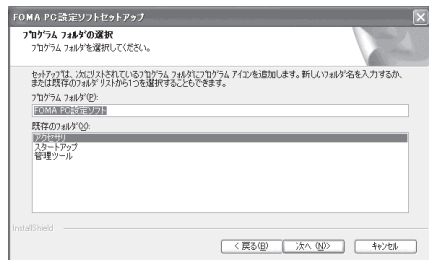 FOMA PC設定ソフトセットアップ
プログラム フォルダの選択
プログラム フォルダを選択してください。
セットアップは、次にリストされているプログラム フォルダにプログラム アイコンを追加します。新しいフォルダ名を入力するか、
または既存のフォルダ リストから1つを選択することもできます。
プログラム フォルダ(P):
FOMA PC設定ソフト
既存のフォルダ(X):
アクセサリ
スタートアップ
管理ツール
InstallShield
< 戻る(B)
次へ (N)>
キャンセル